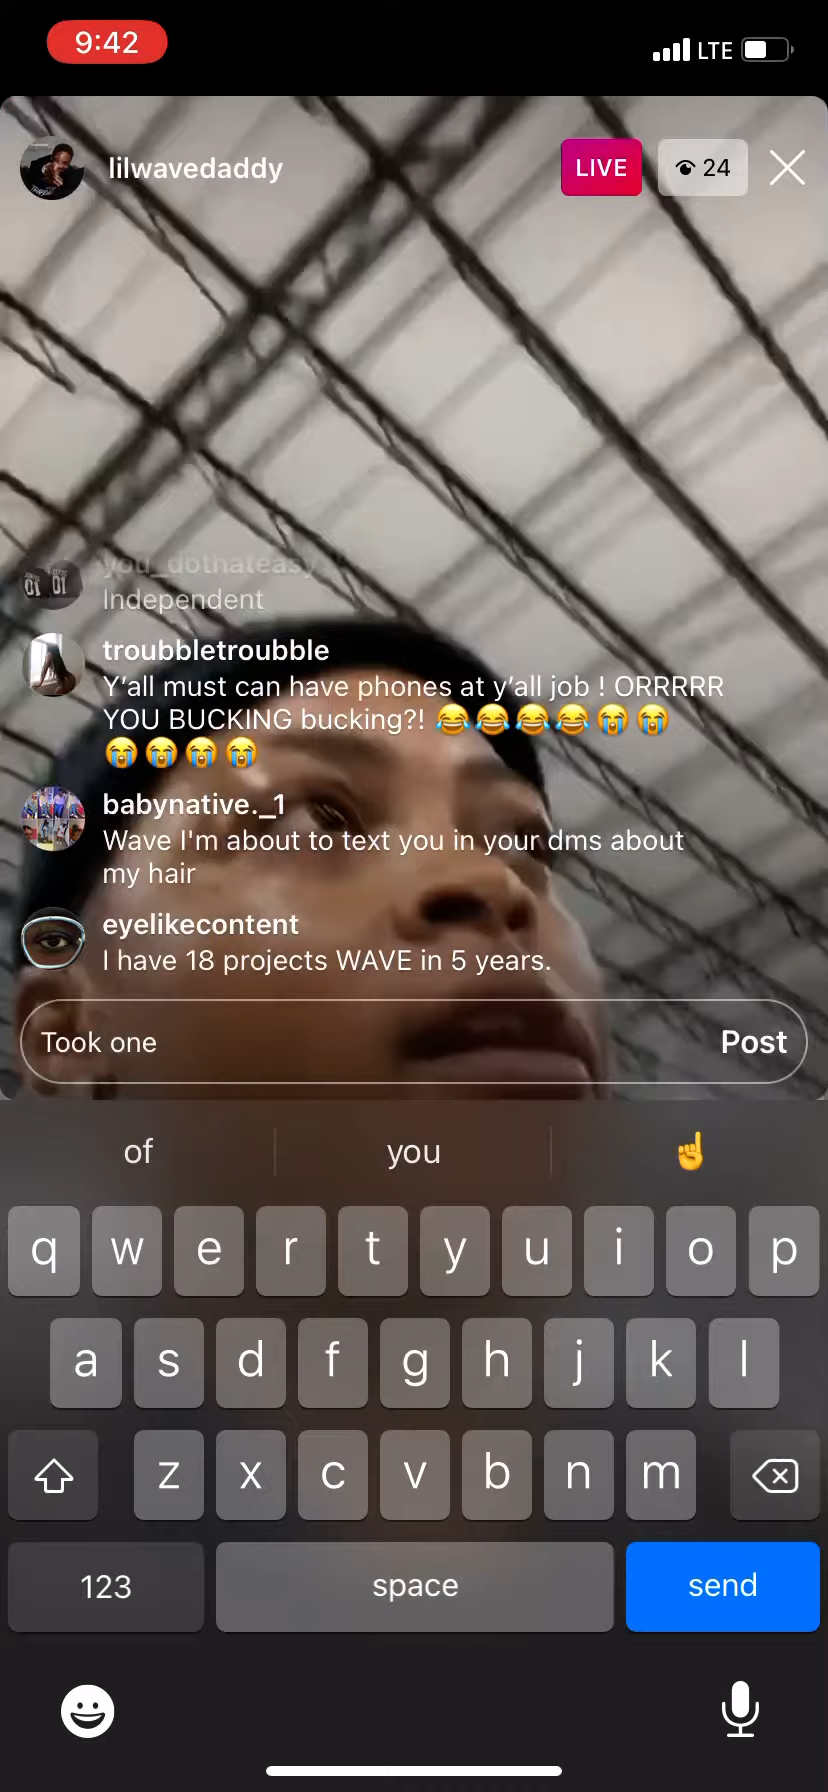 9:42
LTE
lilwavedaddy
LIVE
24
you_dothateasy
Independent
troubbletroubble
Y'all must can have phones at y'all job ! ORRRRR
YOU BUCKING bucking?! 😂😂😂😂😭😭
😭😭😭😭
babynative._1
Wave I'm about to text you in your dms about
my hair
eyelikecontent
I have 18 projects WAVE in 5 years.
Took one
Post
of you ☝️
q w e r t y u i o p
a s d f g h j k l
z x c v b n m
123 space send